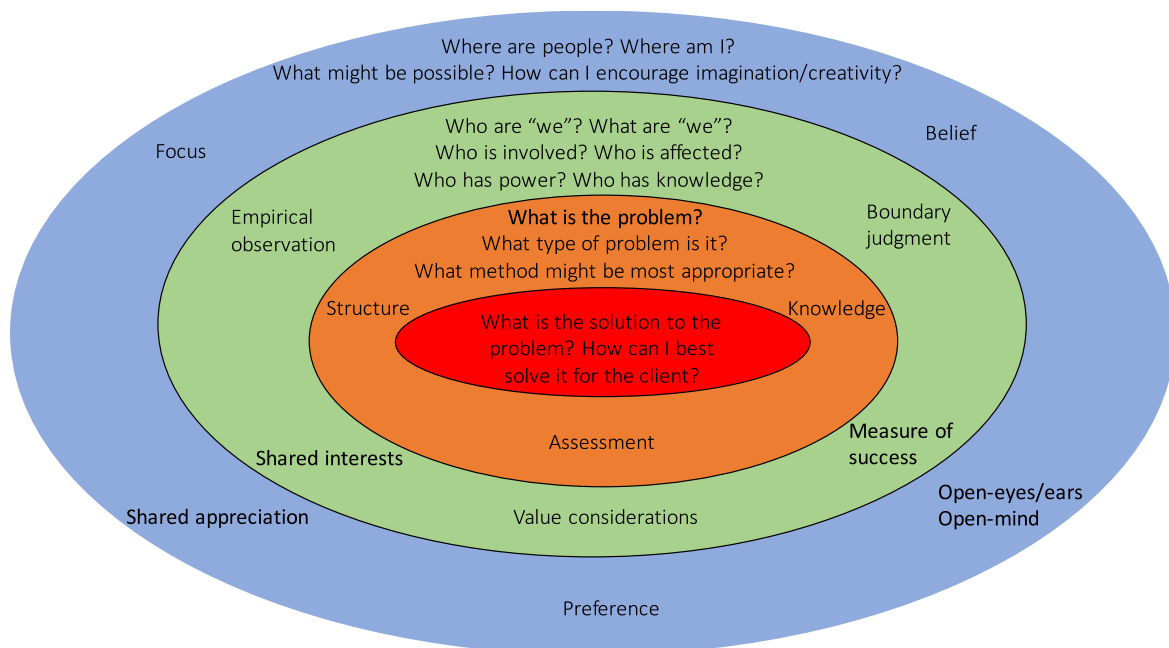 Where are people? Where am I?
What might be possible? How can I encourage imagination/creativity?
Focus
Belief
Who are “we”? What are “we”?
Who is involved? Who is affected?
Who has power? Who has knowledge?
Empirical
observation
Boundary
judgment
What is the problem?
What type of problem is it?
What method might be most appropriate?
Structure
Knowledge
What is the solution to the
problem? How can I best
solve it for the client?
Assessment
Shared interests
Measure of
success
Shared appreciation
Value considerations
Open-eyes/ears
Open-mind
Preference